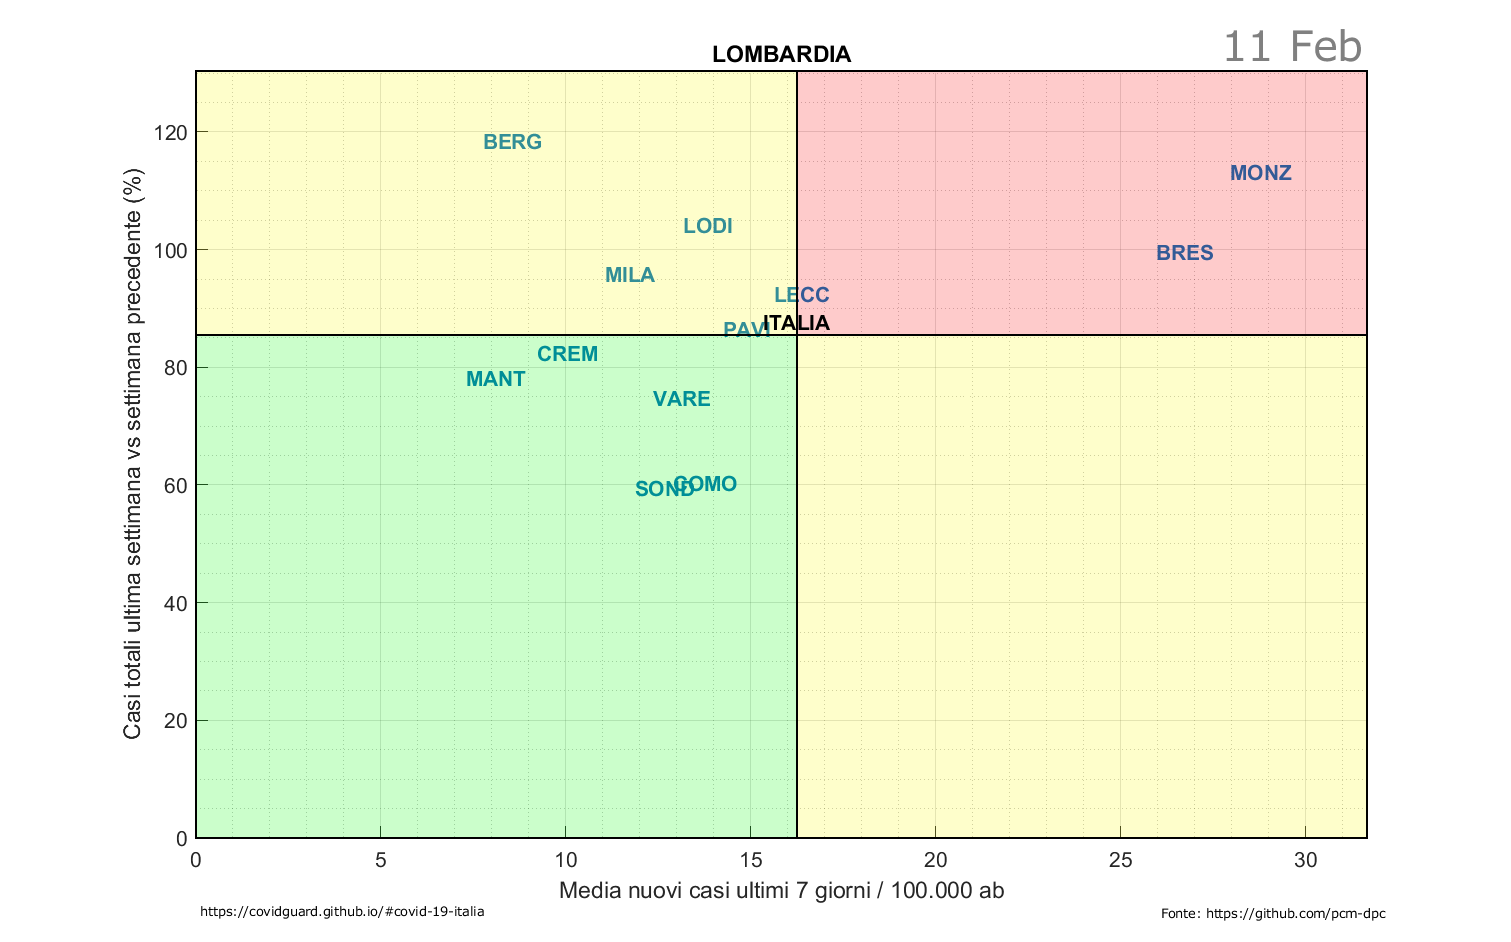 11 Feb
LOMBARDIA
120
100
80
60
40
20
0
Casi totali ultima settimana vs settimana precedente (%)
BERG
MONZ
LODI
BRES
MILA
LECC
ITALIA
PAVI
CREM
MANT
VARE
COMO
SOND
0 5 10 15 20 25 30
Media nuovi casi ultimi 7 giorni / 100.000 ab
https://covidguard.github.io/#covid-19-italia
Fonte: https://github.com/pcm-dpc